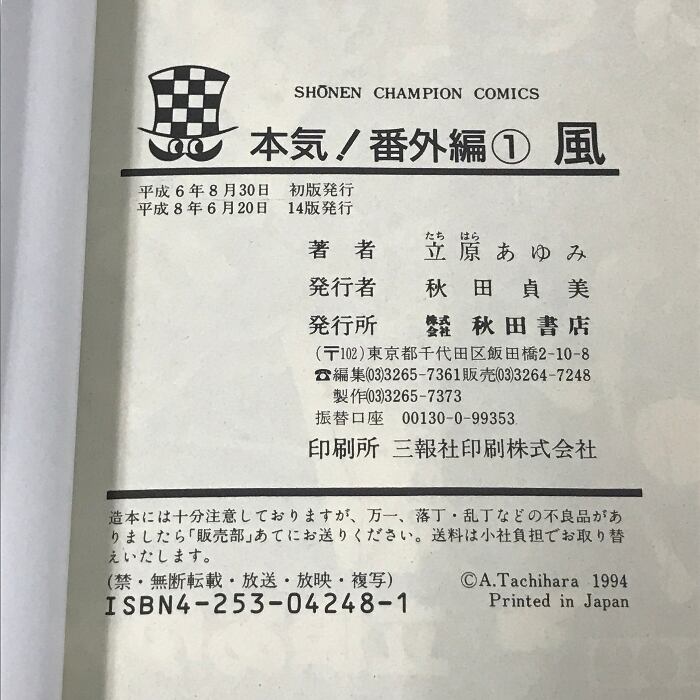 SHŌNEN CHAMPION COMICS
本気!番外編① 風
平成6年8月30日 初版発行
平成8年6月20日 14版発行
たち はら
著者 立原あゆみ
発行者 秋田貞美
発行所 株式会社 秋田書店
(〒102)東京都千代田区飯田橋2-10-8
☎編集(03)3265-7361販売(03)3264-7248
製作(03)3265-7373
振替口座 00130-0-99353
印刷所 三報社印刷株式会社
造本には十分注意しておりますが、万一、落丁・乱丁などの不良品があ
りましたら「販売部」あてにお送りください。送料は小社負担でお取り替
えいたします。
(禁・無断転載・放送・放映・複写)
©A.Tachihara 1994
ISBN4-253-04248-1
Printed in Japan